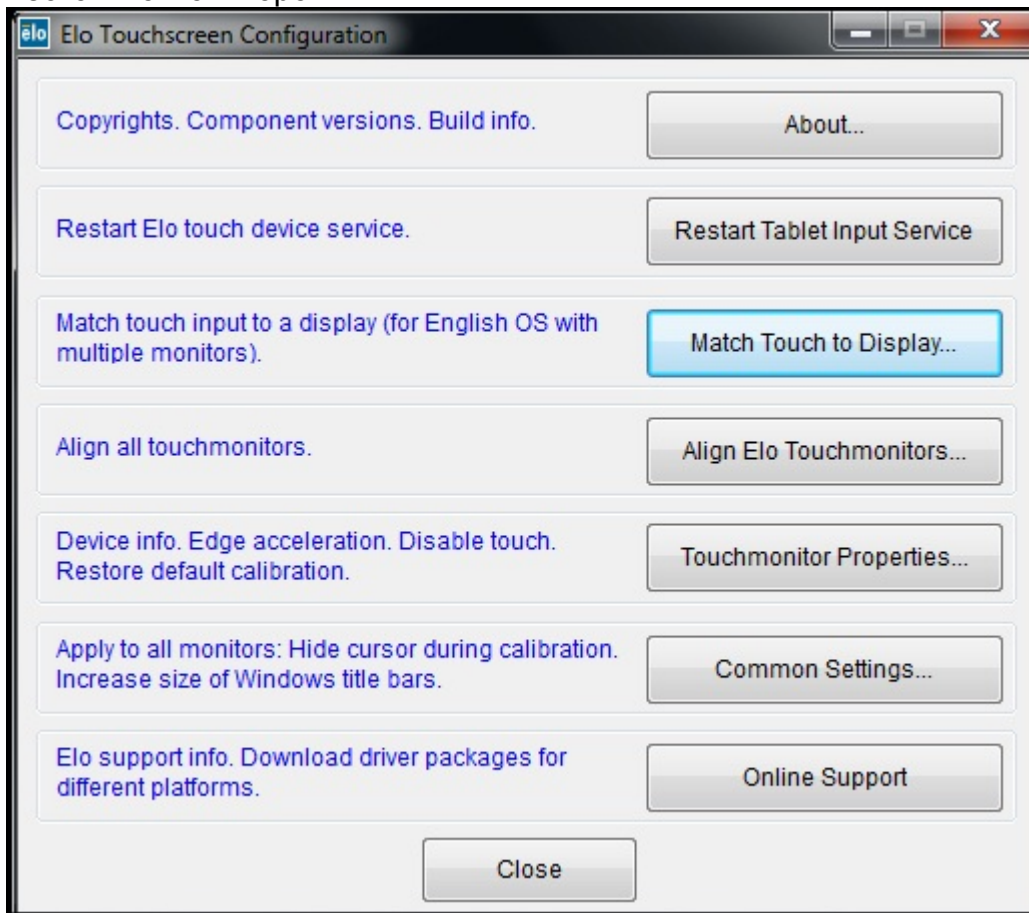 elo Elo Touchscreen Configuration
Copyrights. Component versions. Build info.
About...
Restart Elo touch device service.
Restart Tablet Input Service
Match touch input to a display (for English OS with
multiple monitors).
Match Touch to Display...
Align all touchmonitors.
Align Elo Touchmonitors...
Device info. Edge acceleration. Disable touch.
Restore default calibration.
Touchmonitor Properties...
Apply to all monitors: Hide cursor during calibration.
Increase size of Windows title bars.
Common Settings...
Elo support info. Download driver packages for
different platforms.
Online Support
Close